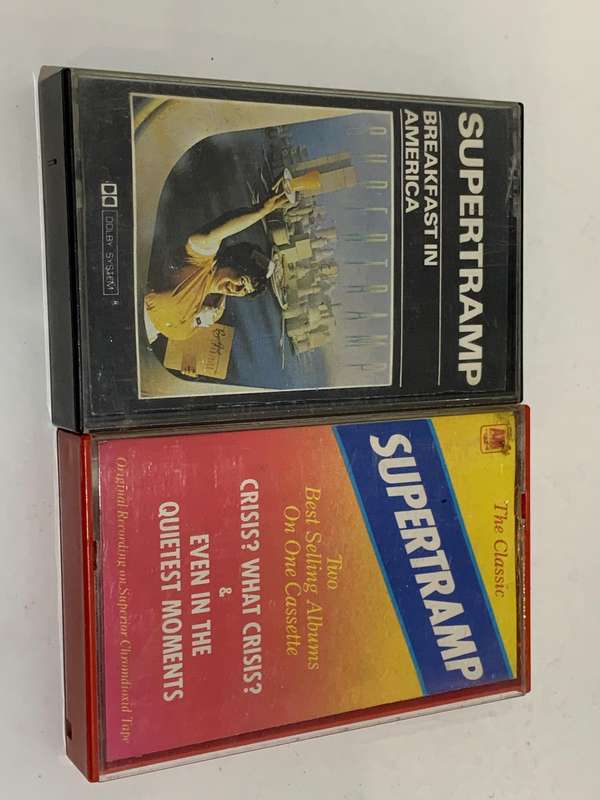 SUPERTRAMP
BREAKFAST IN
AMERICA
SUPERTRAMP
DOLBY SYSTEM
The Classic
SUPERTRAMP
Two
Best Selling Albums
On One Cassette
CRISIS? WHAT CRISIS?
&
EVEN IN THE
QUIETEST MOMENTS
Original Recording on Superior Chromdioxid Tape